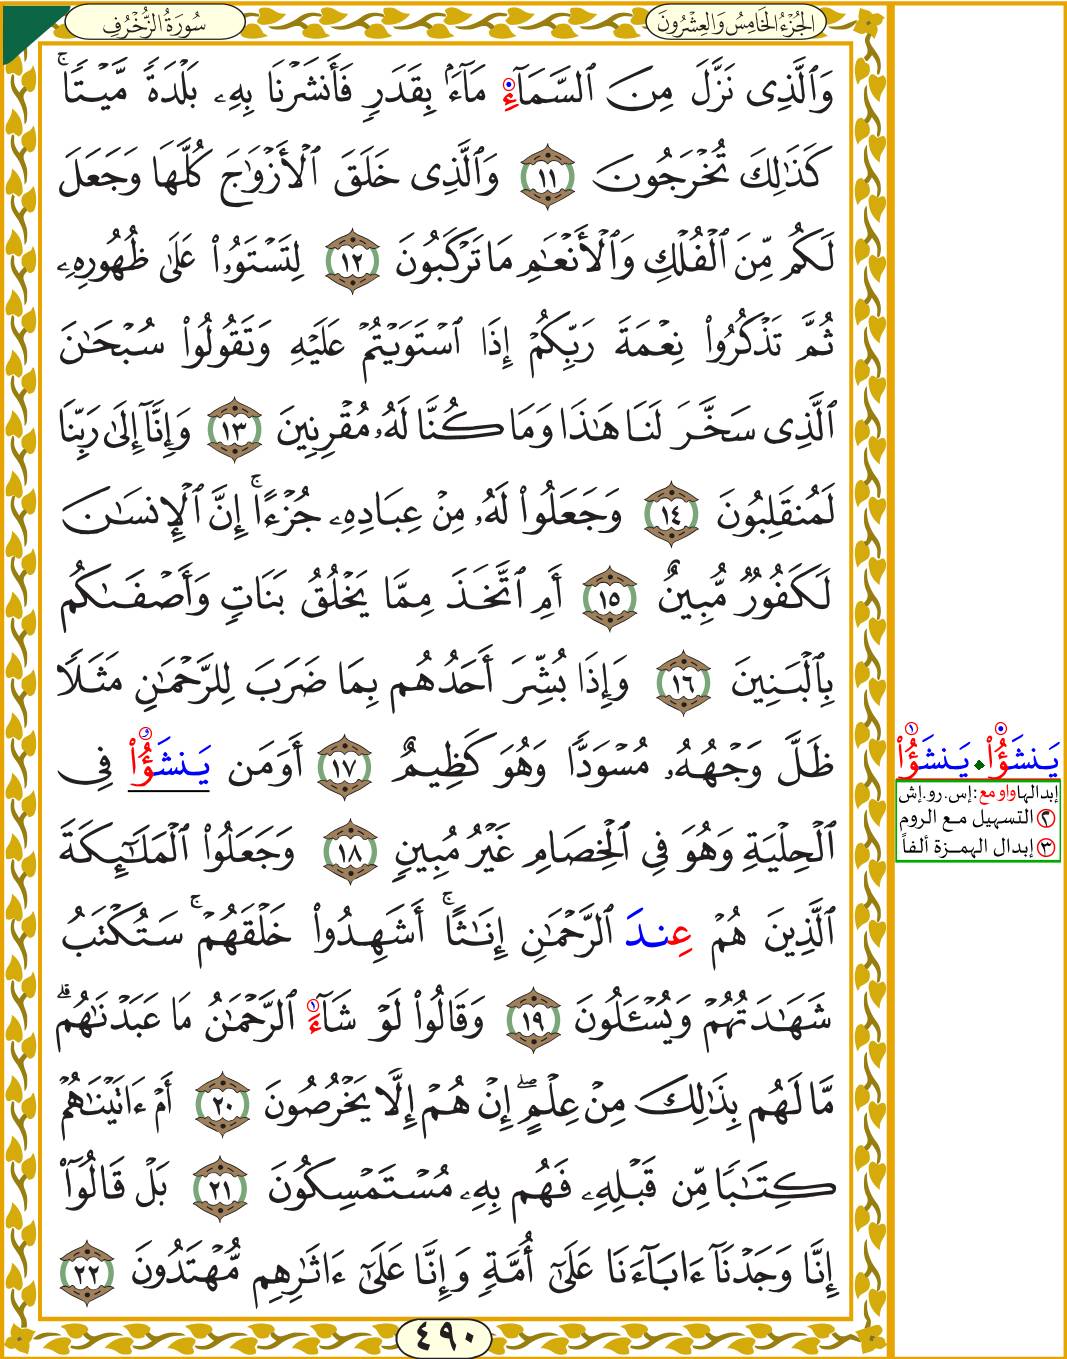 سُورَةُ الزُّخْرُفِ
الجُزْءُ الخَامِسُ وَالعِشْرُونَ
وَٱلَّذِى نَزَّلَ مِنَ ٱلسَّمَآءِ مَآءَۢ بِقَدَرٍ فَأَنشَرْنَا بِهِۦ بَلْدَةً مَّيْتًاۚ
كَذَٰلِكَ تُخْرَجُونَ ١١ وَٱلَّذِى خَلَقَ ٱلْأَزْوَٰجَ كُلَّهَا وَجَعَلَ
لَكُم مِّنَ ٱلْفُلْكِ وَٱلْأَنْعَٰمِ مَا تَرْكَبُونَ ١٢ لِتَسْتَوُۥا۟ عَلَىٰ ظُهُورِهِۦ
ثُمَّ تَذْكُرُوا۟ نِعْمَةَ رَبِّكُمْ إِذَا ٱسْتَوَيْتُمْ عَلَيْهِ وَتَقُولُوا۟ سُبْحَٰنَ
ٱلَّذِى سَخَّرَ لَنَا هَٰذَا وَمَا كُنَّا لَهُۥ مُقْرِنِينَ ١٣ وَإِنَّآ إِلَىٰ رَبِّنَا
لَمُنقَلِبُونَ ١٤ وَجَعَلُوا۟ لَهُۥ مِنْ عِبَادِهِۦ جُزْءًاۚ إِنَّ ٱلْإِنسَٰنَ
لَكَفُورٌ مُّبِينٌ ١٥ أَمِ ٱتَّخَذَ مِمَّا يَخْلُقُ بَنَاتٍ وَأَصْفَىٰكُم
بِٱلْبَنِينَ ١٦ وَإِذَا بُشِّرَ أَحَدُهُم بِمَا ضَرَبَ لِلرَّحْمَٰنِ مَثَلًا
ظَلَّ وَجْهُهُۥ مُسْوَدًّا وَهُوَ كَظِيمٌ ١٧ أَوَمَن يَنشَؤُا۟ فِى
ٱلْحِلْيَةِ وَهُوَ فِى ٱلْخِصَامِ غَيْرُ مُبِينٍ ١٨ وَجَعَلُوا۟ ٱلْمَلَٰٓئِكَةَ
ٱلَّذِينَ هُمْ عِندَ ٱلرَّحْمَٰنِ إِنَٰثًاۚ أَشَهِدُوا۟ خَلْقَهُمْۚ سَتُكْتَبُ
شَهَٰدَتُهُمْ وَيُسْـَٔلُونَ ١٩ وَقَالُوا۟ لَوْ شَآءَ ٱلرَّحْمَٰنُ مَا عَبَدْنَٰهُمۗ
مَّا لَهُم بِذَٰلِكَ مِنْ عِلْمٍۖ إِنْ هُمْ إِلَّا يَخْرُصُونَ ٢٠ أَمْ ءَاتَيْنَٰهُمْ
كِتَٰبًا مِّن قَبْلِهِۦ فَهُم بِهِۦ مُسْتَمْسِكُونَ ٢١ بَلْ قَالُوٓا۟
إِنَّا وَجَدْنَآ ءَابَآءَنَا عَلَىٰٓ أُمَّةٍ وَإِنَّا عَلَىٰٓ ءَاثَٰرِهِم مُّهْتَدُونَ ٢٢
٤٩٠
يَنشَؤُا۟ يَنشَؤُا۟
إبدالها واو مع: إس. رو. إش
٢ التسهيل مع الروم
٣ إبدال الهمزة ألفاً